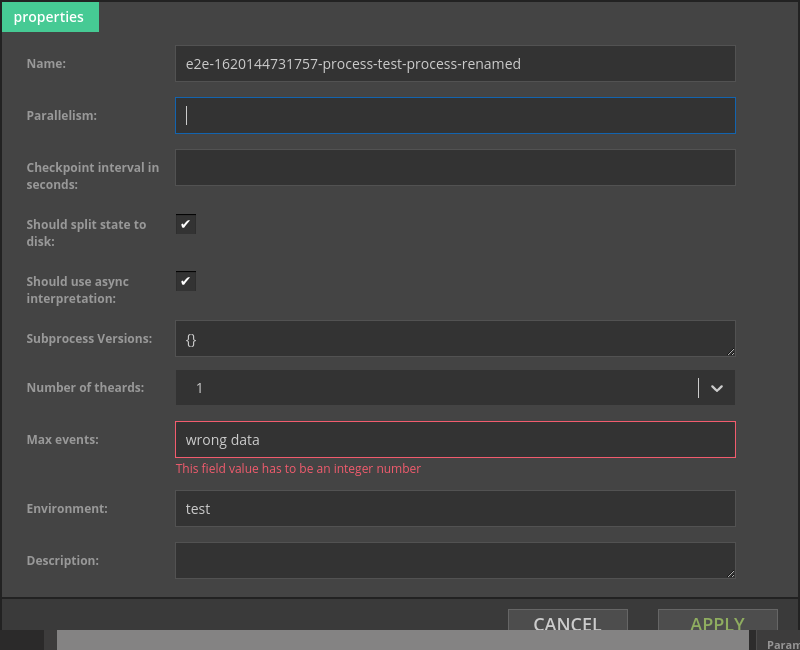 properties
Name:
e2e-1620144731757-process-test-process-renamed
Parallelism:
Checkpoint interval in
seconds:
Should split state to
disk:
Should use async
interpretation:
Subprocess Versions:
{}
Number of theards:
1
Max events:
wrong data
This field value has to be an integer number
Environment:
test
Description:
CANCEL
APPLY